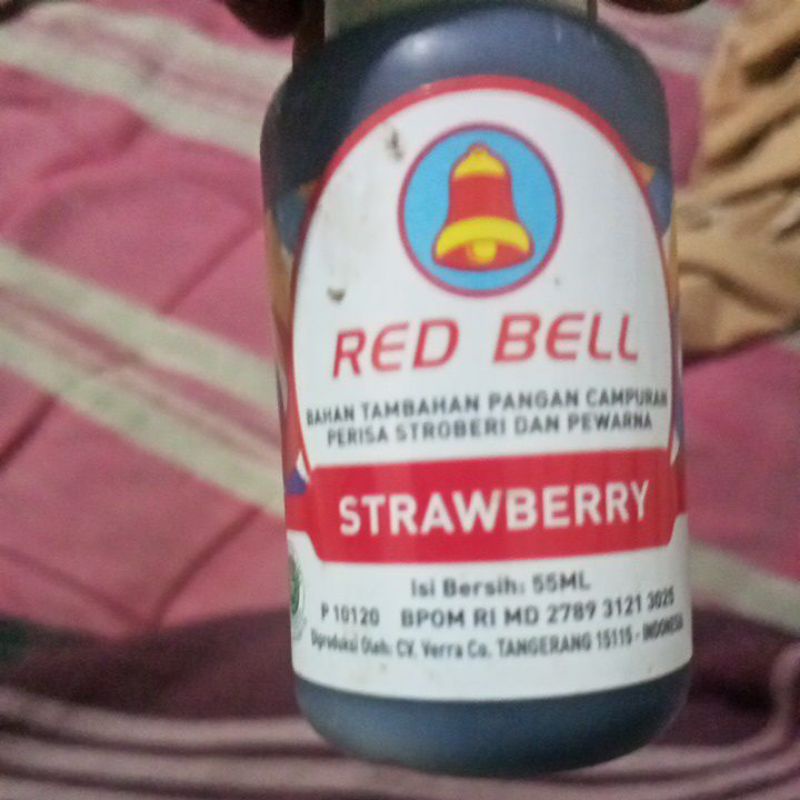 RED BELL
BAHAN TAMBAHAN PANGAN CAMPURAN
PERISA STROBERI DAN PEWARNA
STRAWBERRY
Isi Bersih: 55ML
P 10120 BPOM RI MD 2789 3121 3025
Diproduksi Oleh: CV. Verra Co. TANGERANG 15115 - INDONESIA